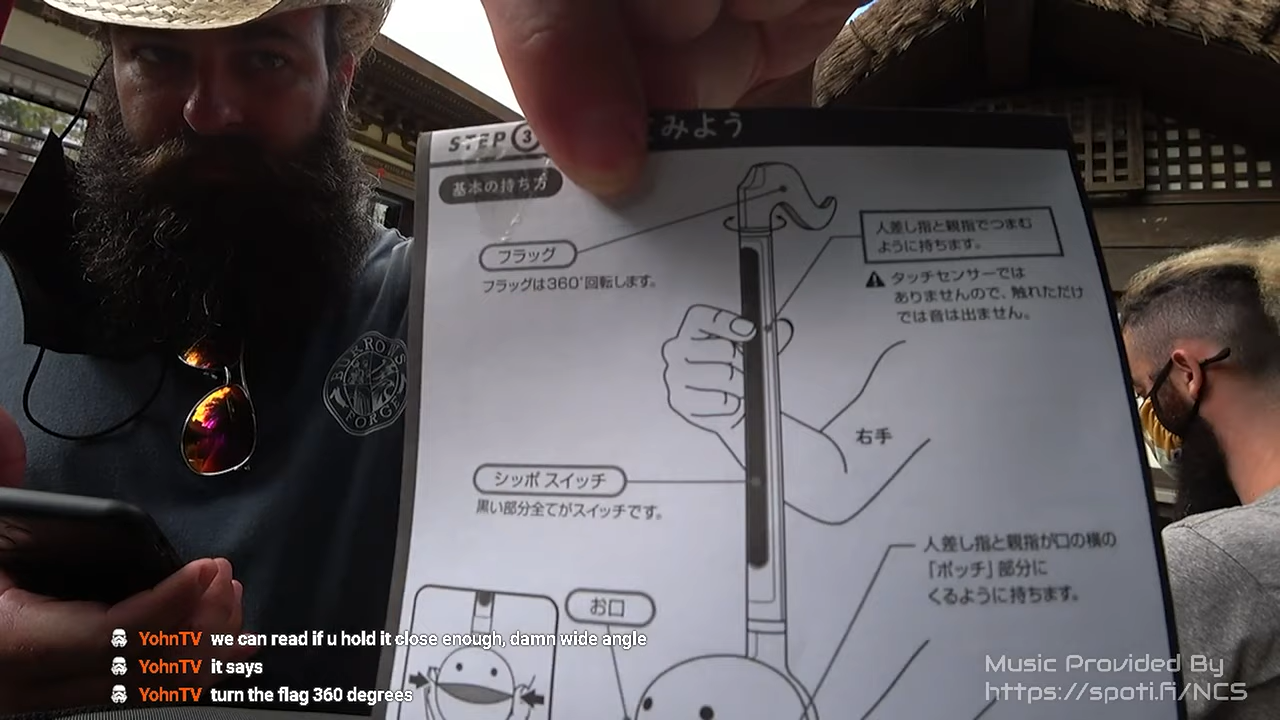 STEP 3
みよう
基本の持ち方
フラッグ
フラッグは360°回転します。
人差し指と親指でつまむ
ように持ちます。
タッチセンサーでは
ありませんので、触れただけ
では音は出ません。
右手
シッポ スイッチ
黒い部分全てがスイッチです。
人差し指と親指が口の横の
「ポッチ」部分に
くるように持ちます。
お口
BURROWS
FORGE
YohnTV we can read if u hold it close enough, damn wide angle
YohnTV it says
YohnTV turn the flag 360 degrees
Music Provided By
https://spoti.fi/NCS